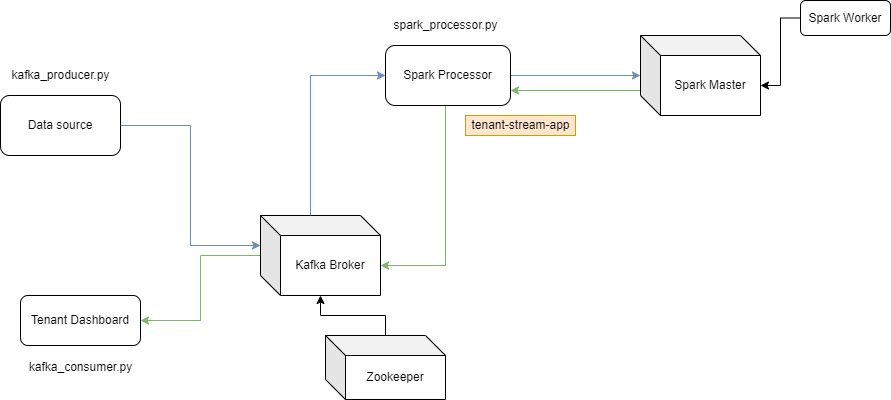 Spark Worker
spark_processor.py
Spark Processor
Spark Master
kafka_producer.py
Data source
tenant-stream-app
Kafka Broker
Tenant Dashboard
kafka_consumer.py
Zookeeper